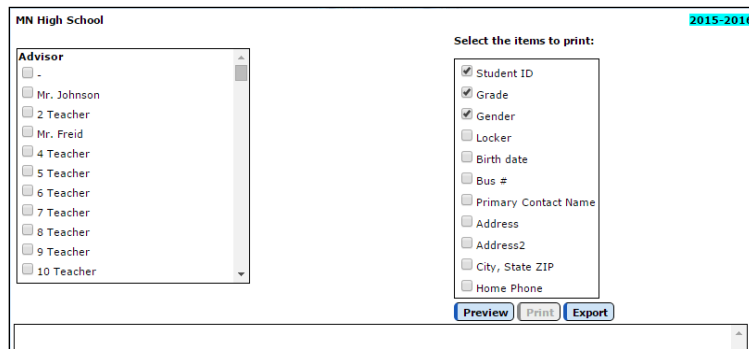 MN High School
2015-2016
Advisor
-
Mr. Johnson
2 Teacher
Mr. Freid
4 Teacher
5 Teacher
6 Teacher
7 Teacher
8 Teacher
9 Teacher
10 Teacher
Select the items to print:
Student ID
Grade
Gender
Locker
Birth date
Bus #
Primary Contact Name
Address
Address2
City, State ZIP
Home Phone
Preview
Print
Export